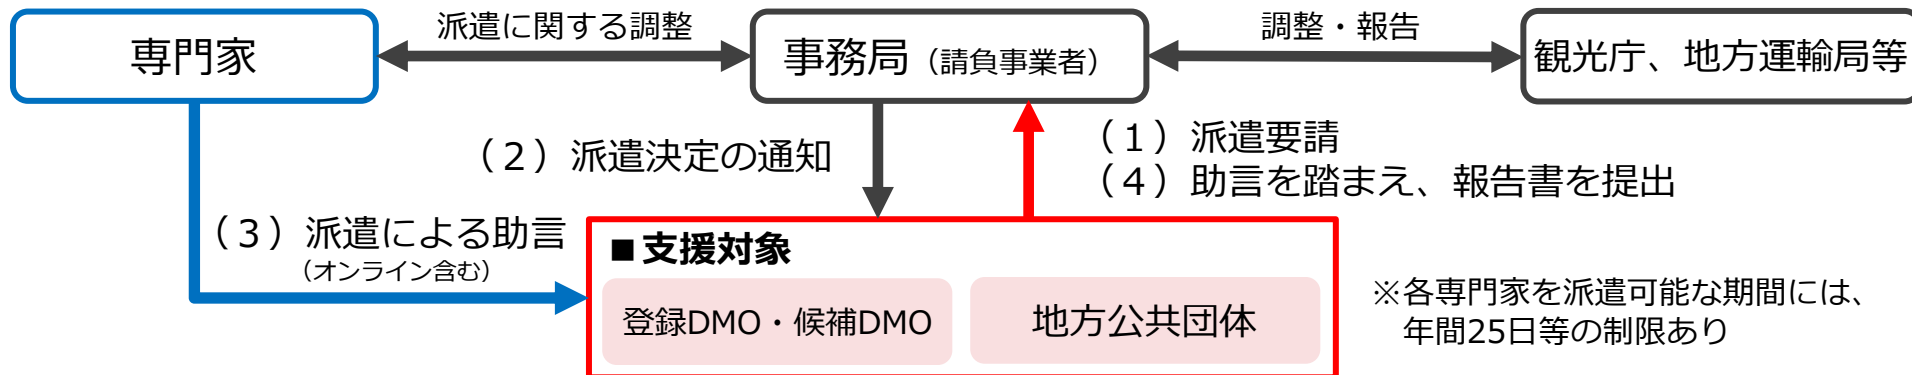 専門家
派遣に関する調整
事務局（請負事業者）
調整・報告
観光庁、地方運輸局等
（2）派遣決定の通知
（1）派遣要請
（4）助言を踏まえ、報告書を提出
（3）派遣による助言
（オンライン含む）
■支援対象
登録DMO・候補DMO
地方公共団体
※各専門家を派遣可能な期間には、
年間25日等の制限あり